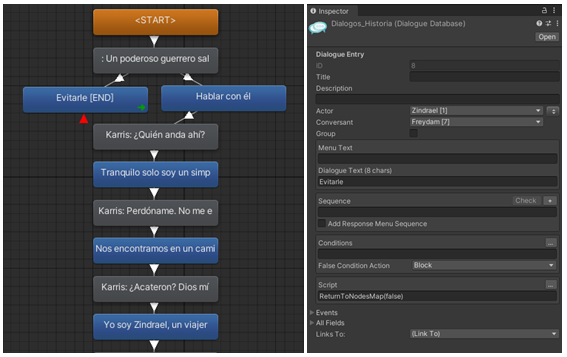 <START>
: Un poderoso guerrero sal
Evitarle [END]
Hablar con él
Karris: ¿Quién anda ahí?
Tranquilo solo soy un simp
Karris: Perdóname. No me e
Nos encontramos en un cami
Karris: ¿Acateron? Dios mí
Yo soy Zindrael, un viajer
Inspector
Dialogos_Historia (Dialogue Database)
Open
Dialogue Entry
ID 8
Title
Description
Actor Zindrael [1]
Conversant Freydam [7]
Group
Menu Text
Dialogue Text (8 chars)
Evitarle
Sequence Check +
Add Response Menu Sequence
Conditions ...
False Condition Action Block
Script ...
ReturnToNodesMap(false)
Events
All Fields
Links To: (Link To)